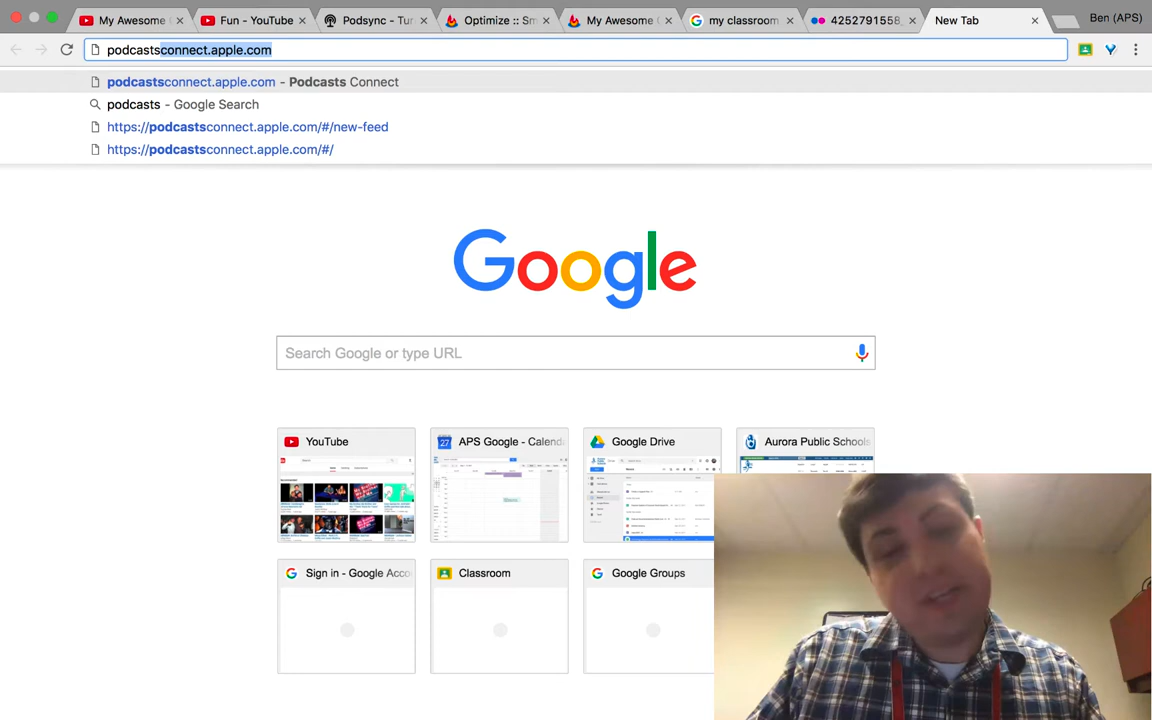 My Awesome
Fun - YouTube
Podsync - Tur
Optimize :: Sm
My Awesome
my classroom
4252791558
New Tab
Ben (APS)
podcastsconnect.apple.com
podcastsconnect.apple.com - Podcasts Connect
podcasts - Google Search
https://podcastsconnect.apple.com/#/new-feed
https://podcastsconnect.apple.com/#/
Google
Search Google or type URL
YouTube
27
APS Google - Calenda
Google Drive
Aurora Public Schools
Sign in - Google Acco
Classroom
Google Groups